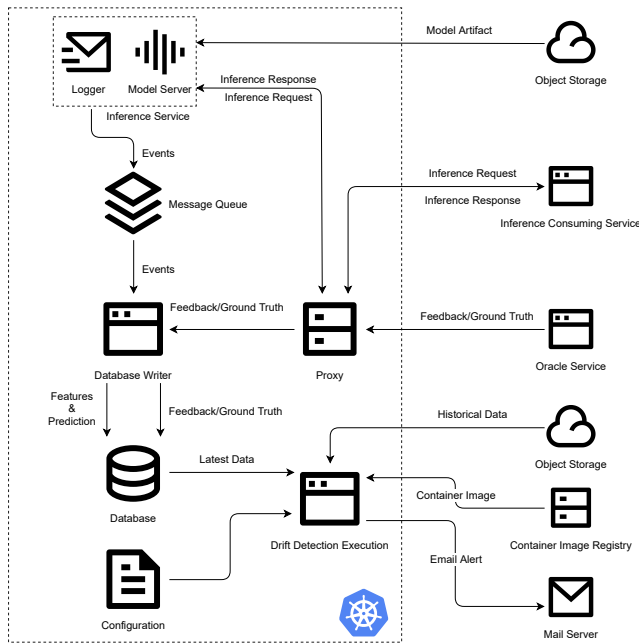 Model Artifact
Logger
Model Server
Object Storage
Inference Response
Inference Request
Inference Service
Events
Inference Request
Message Queue
Inference Response
Inference Consuming Service
Events
Feedback/Ground Truth
Feedback/Ground Truth
Database Writer
Proxy
Oracle Service
Features
&
Prediction
Feedback/Ground Truth
Historical Data
Latest Data
Object Storage
Container Image
Database
Drift Detection Execution
Container Image Registry
Email Alert
Configuration
Mail Server